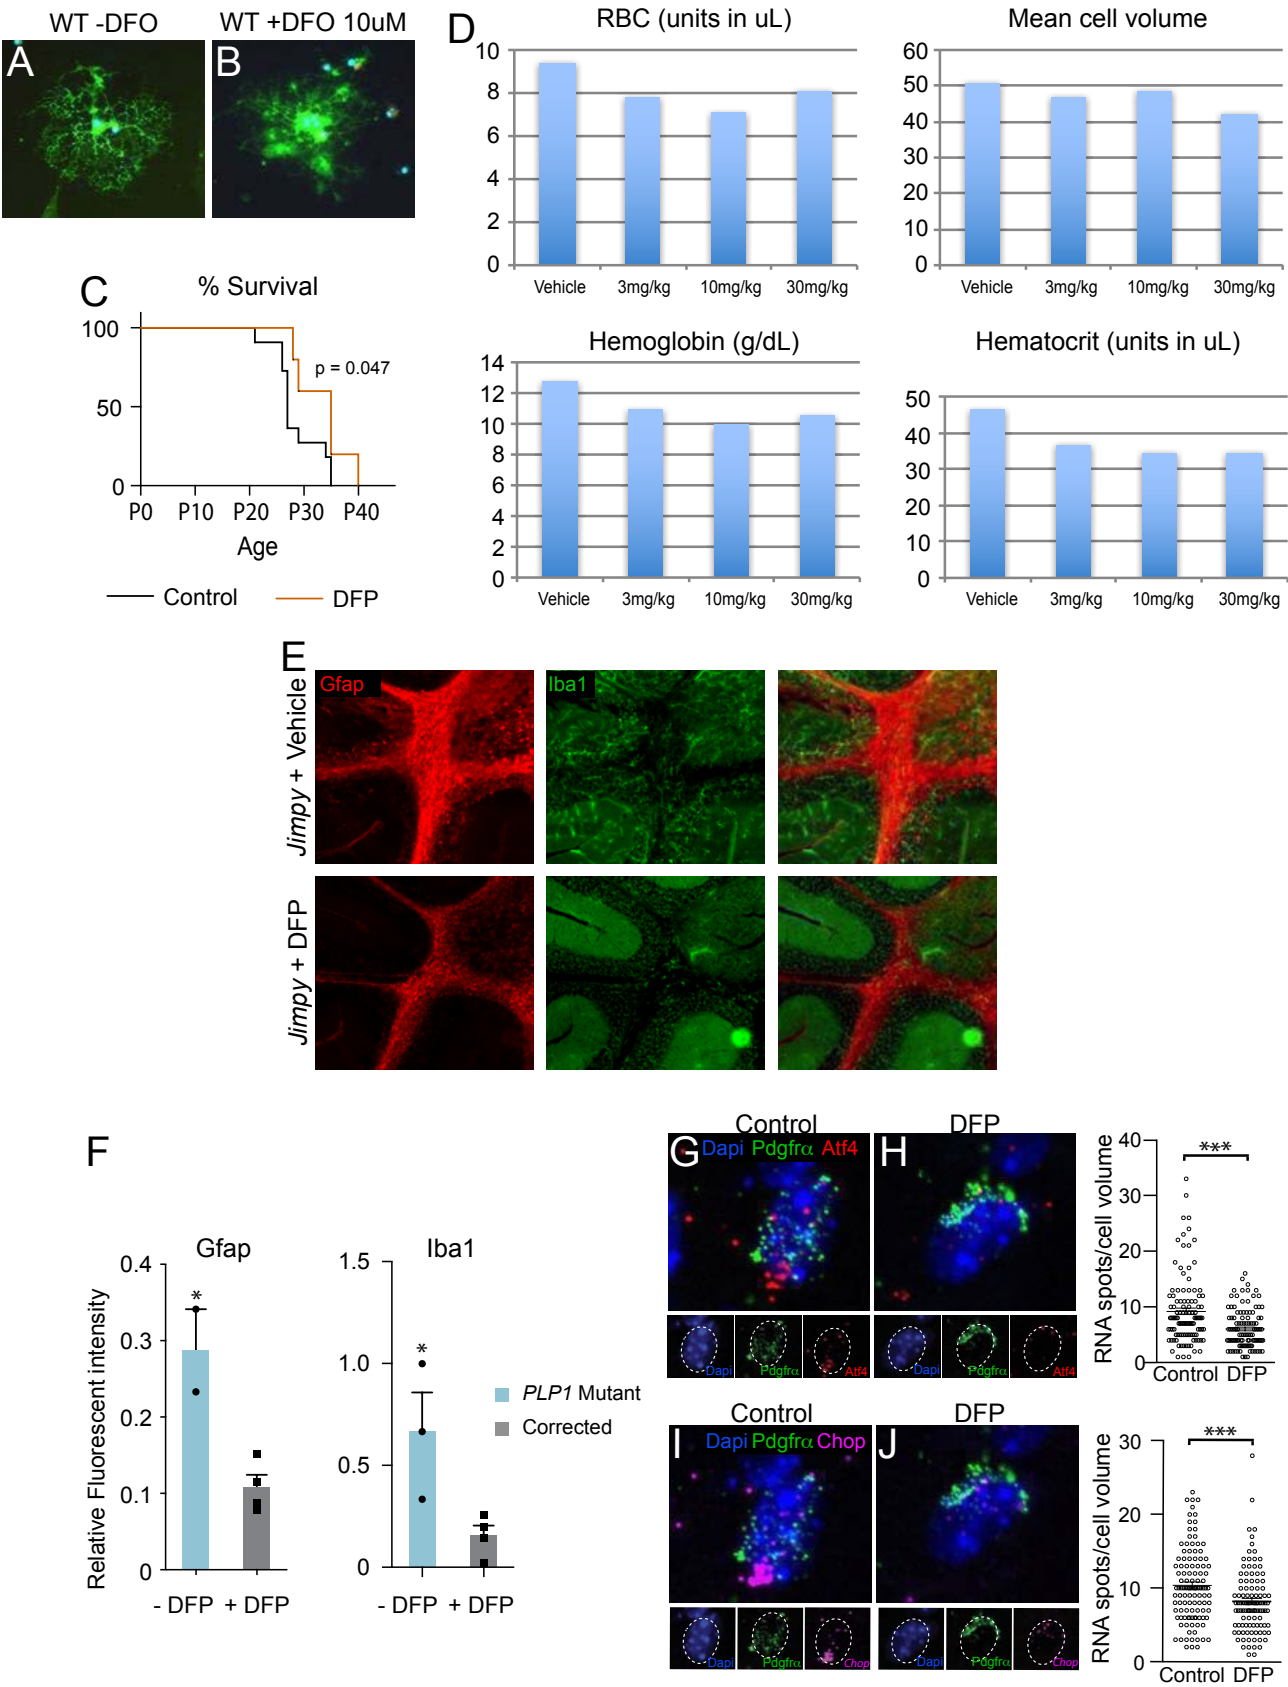 WT -DFO
WT +DFO 10uM
A
B
C
% Survival
100
50
0
p = 0.047
P0 P10 P20 P30 P40
Age
Control
DFP
D
RBC (units in uL)
10
8
6
4
2
0
Vehicle 3mg/kg 10mg/kg 30mg/kg
Mean cell volume
60
50
40
30
20
10
0
Vehicle 3mg/kg 10mg/kg 30mg/kg
Hemoglobin (g/dL)
14
12
10
8
6
4
2
0
Vehicle 3mg/kg 10mg/kg 30mg/kg
Hematocrit (units in uL)
50
40
30
20
10
0
Vehicle 3mg/kg 10mg/kg 30mg/kg
E
Gfap
Iba1
Jimpy + Vehicle
Jimpy + DFP
F
Gfap
Relative Fluorescent intensity
0.4
0.3
0.2
0.1
0
*
- DFP + DFP
Iba1
1.5
1.0
0.5
0
*
- DFP + DFP
PLP1 Mutant
Corrected
Control
DFP
G
Dapi Pdgfrα Atf4
H
Dapi
Pdgfrα
Atf4
Dapi
Pdgfrα
Atf4
RNA spots/cell volume
40
30
20
10
0
***
Control DFP
Control
DFP
I
Dapi Pdgfrα Chop
J
Dapi
Pdgfrα
Chop
Dapi
Pdgfrα
Chop
RNA spots/cell volume
30
20
10
0
***
Control DFP